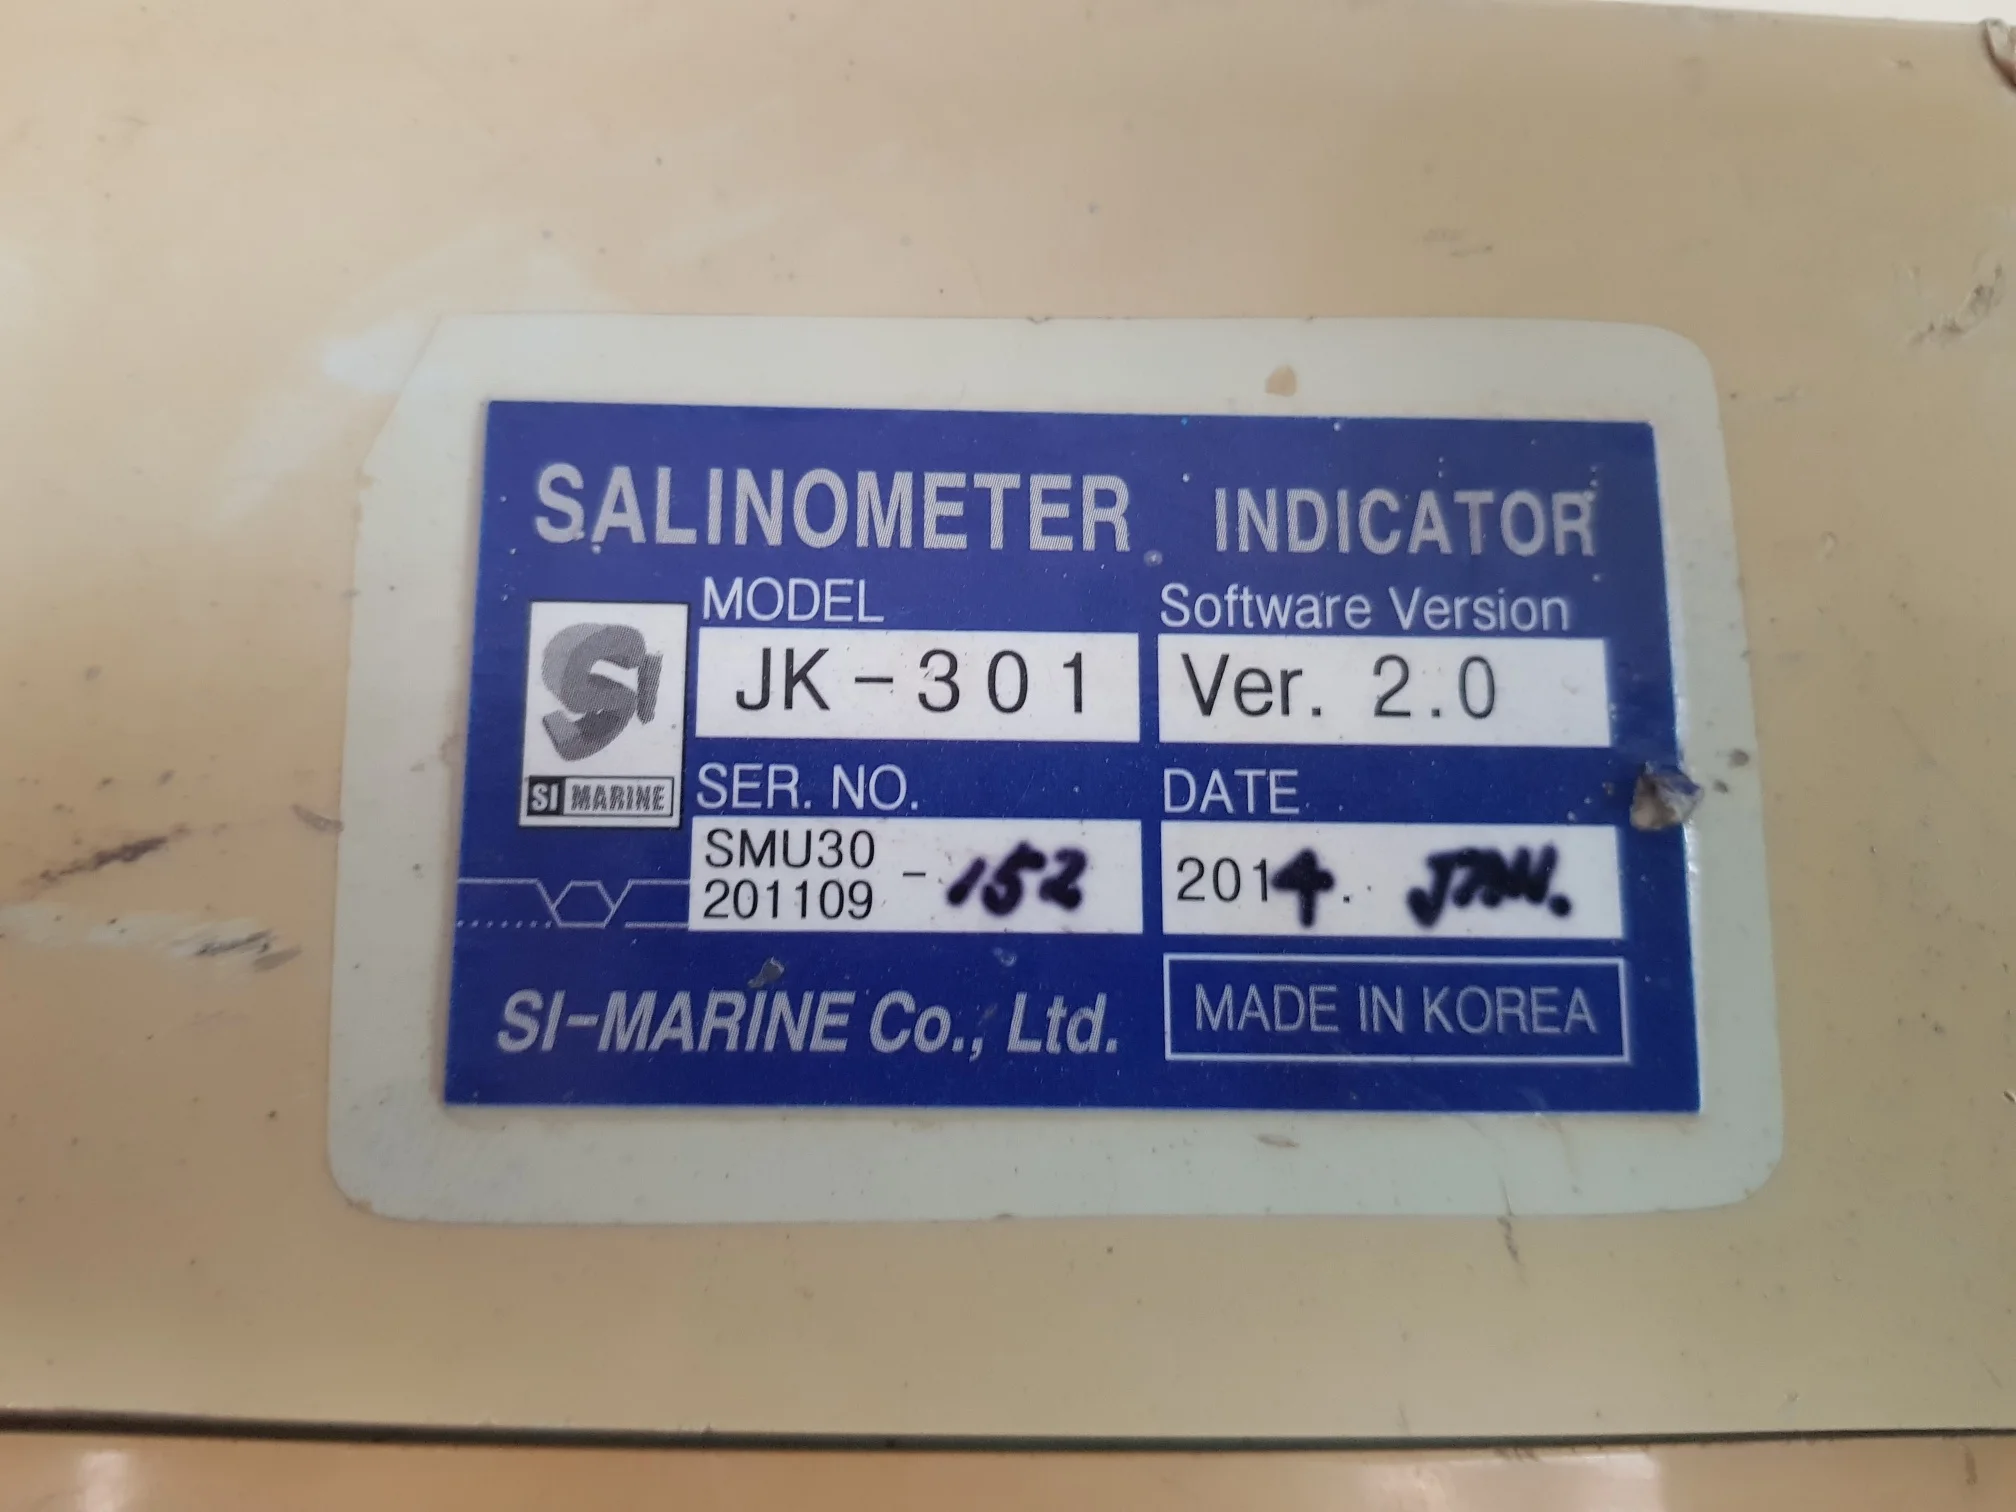 SALINOMETER INDICATOR
MODEL
Software Version
JK-301
Ver. 2.0
SI MARINE
SER. NO.
DATE
SMU30
201109
-152
2014. JAN.
SI-MARINE Co., Ltd.
MADE IN KOREA